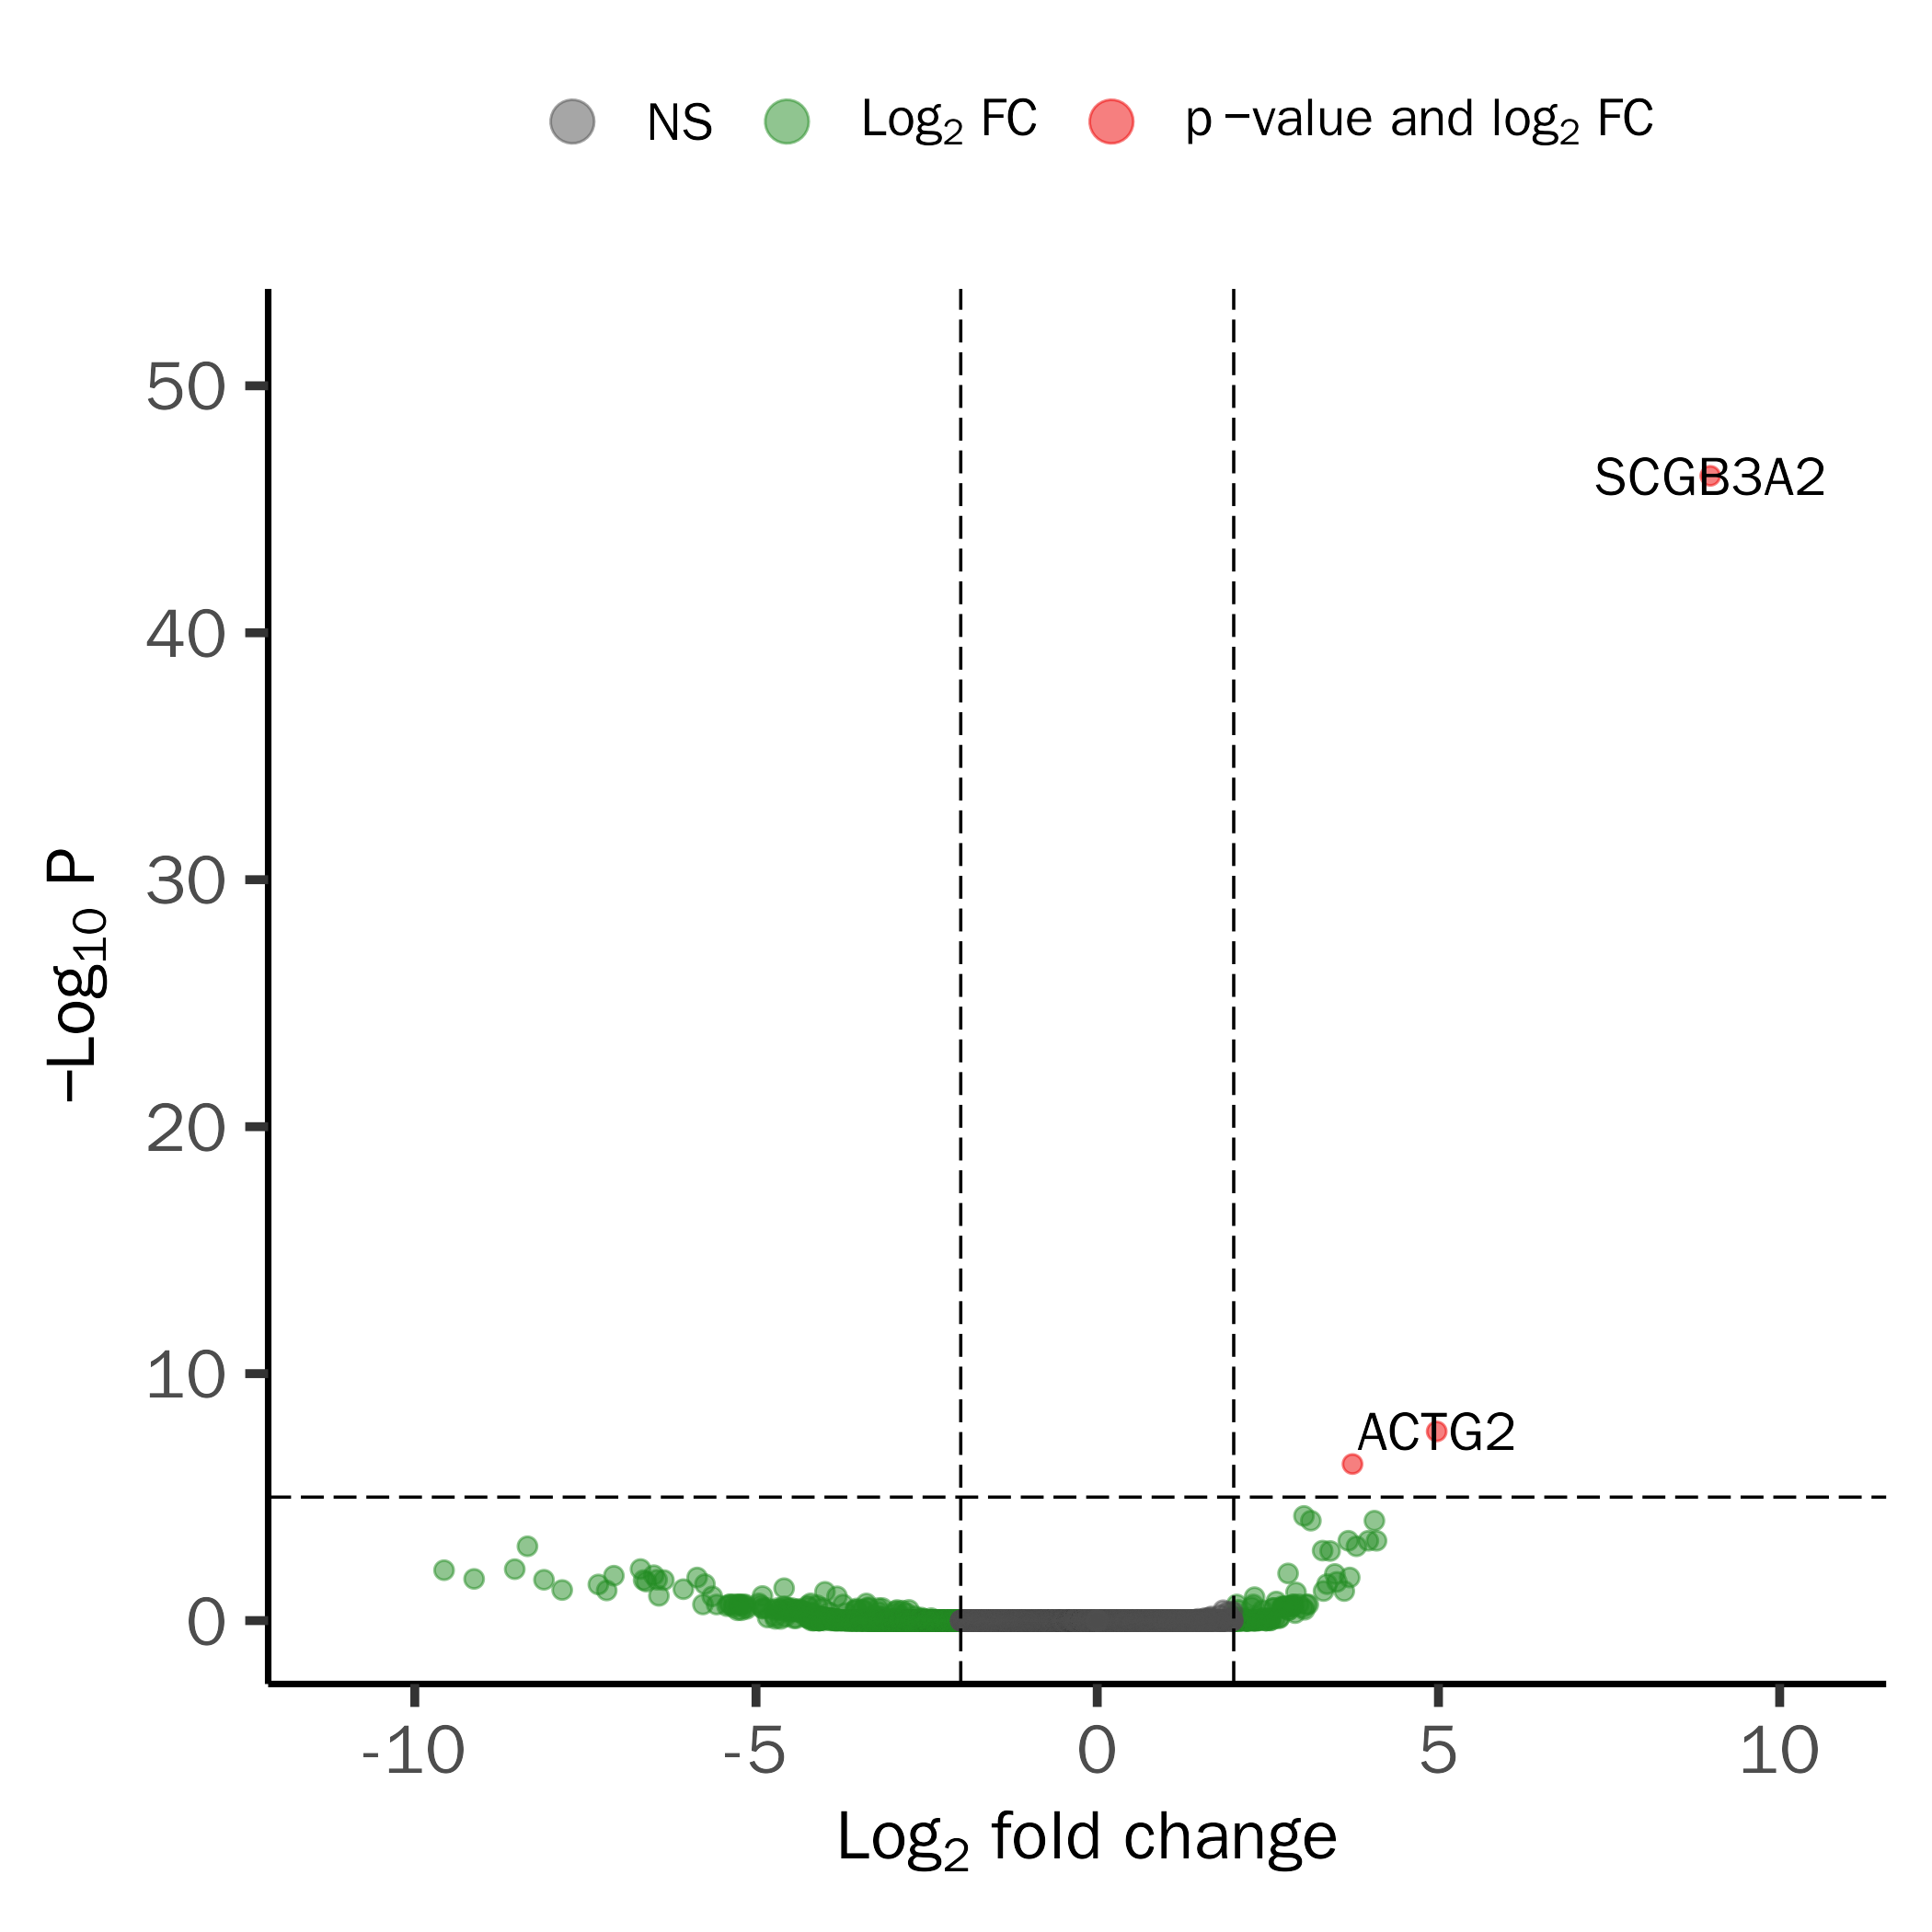 NS Log₂ FC p −value and log₂ FC
50
SCGB3A2
40
30
−Log₁₀ P
20
10
ACTG2
0
-10 -5 0 5 10
Log₂ fold change